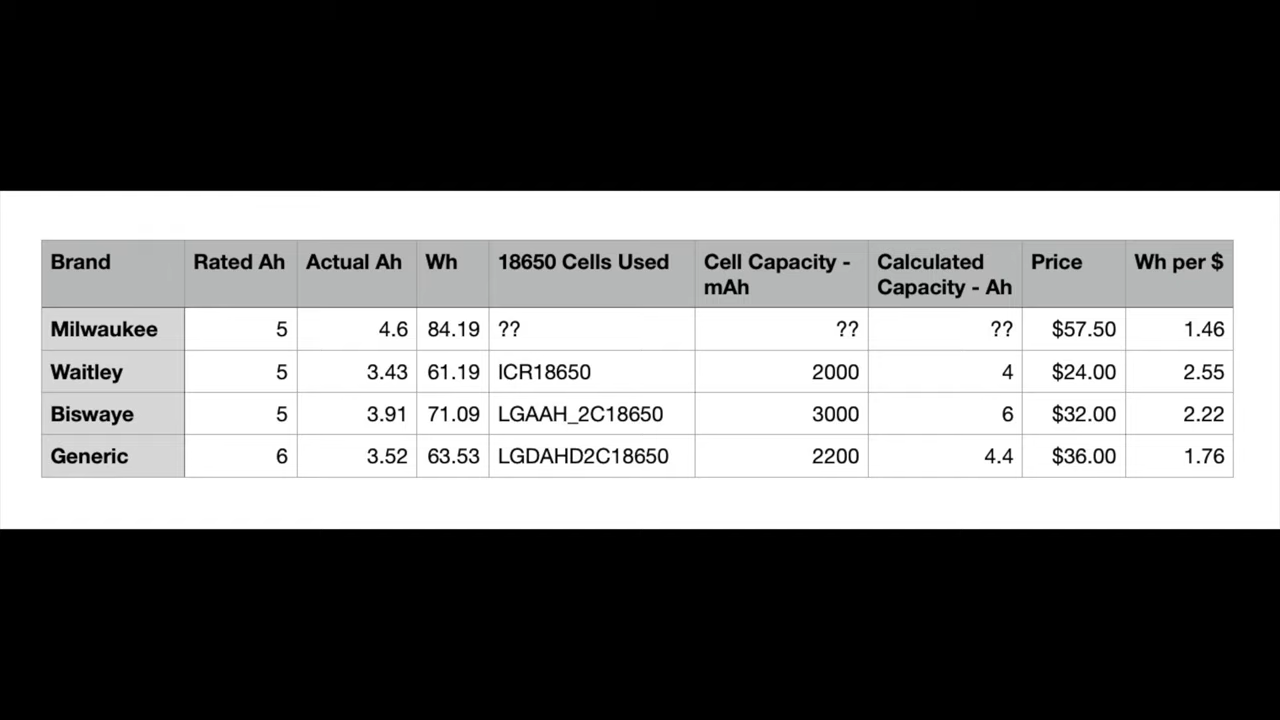 Brand Rated Ah Actual Ah Wh 18650 Cells Used Cell Capacity - mAh Calculated Capacity - Ah Price Wh per $
Milwaukee 5 4.6 84.19 ?? ?? ?? $57.50 1.46
Waitley 5 3.43 61.19 ICR18650 2000 4 $24.00 2.55
Biswaye 5 3.91 71.09 LGAAH_2C18650 3000 6 $32.00 2.22
Generic 6 3.52 63.53 LGDAHD2C18650 2200 4.4 $36.00 1.76